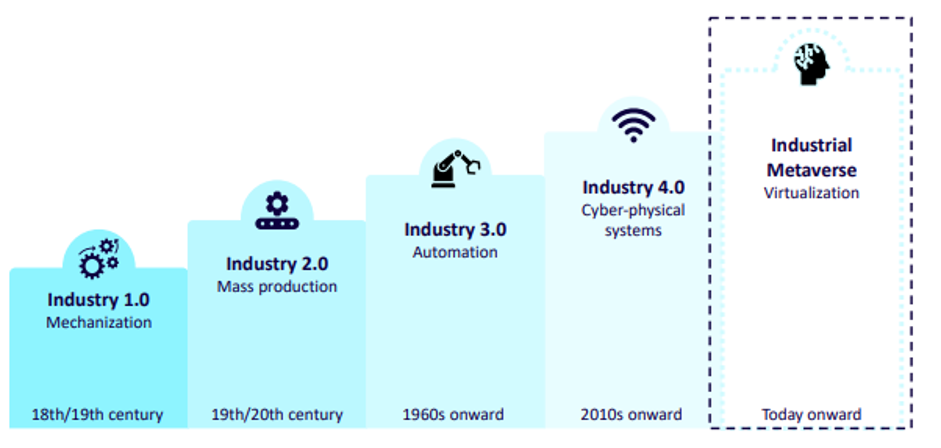 Industry 1.0
Mechanization
18th/19th century
Industry 2.0
Mass production
19th/20th century
Industry 3.0
Automation
1960s onward
Industry 4.0
Cyber-physical
systems
2010s onward
Industrial
Metaverse
Virtualization
Today onward